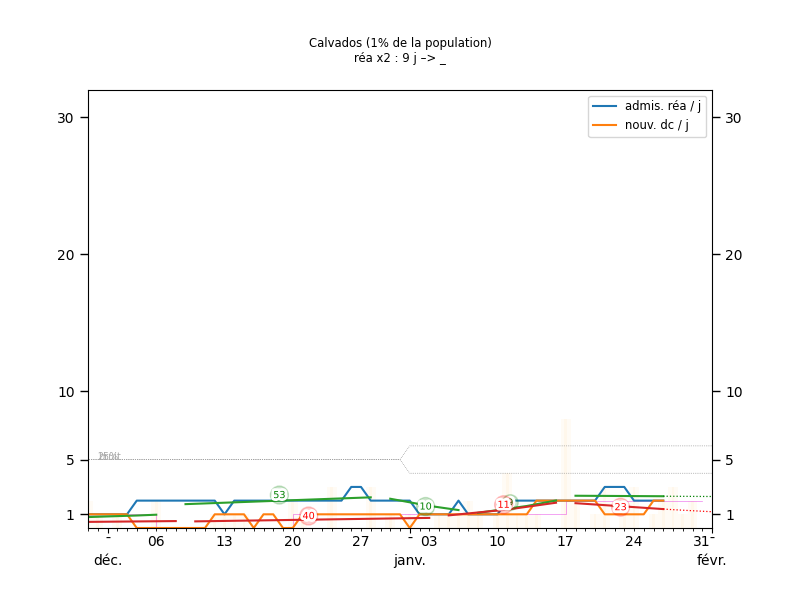 Calvados (1% de la population)
réa x2 : 9 j –> _
admis. réa / j
nouv. dc / j
30 30
20 20
10 10
5 5
1 1
53
10
11
40
23
- 06 13 20 27 - 03 10 17 24 31 -
déc. janv. févr.